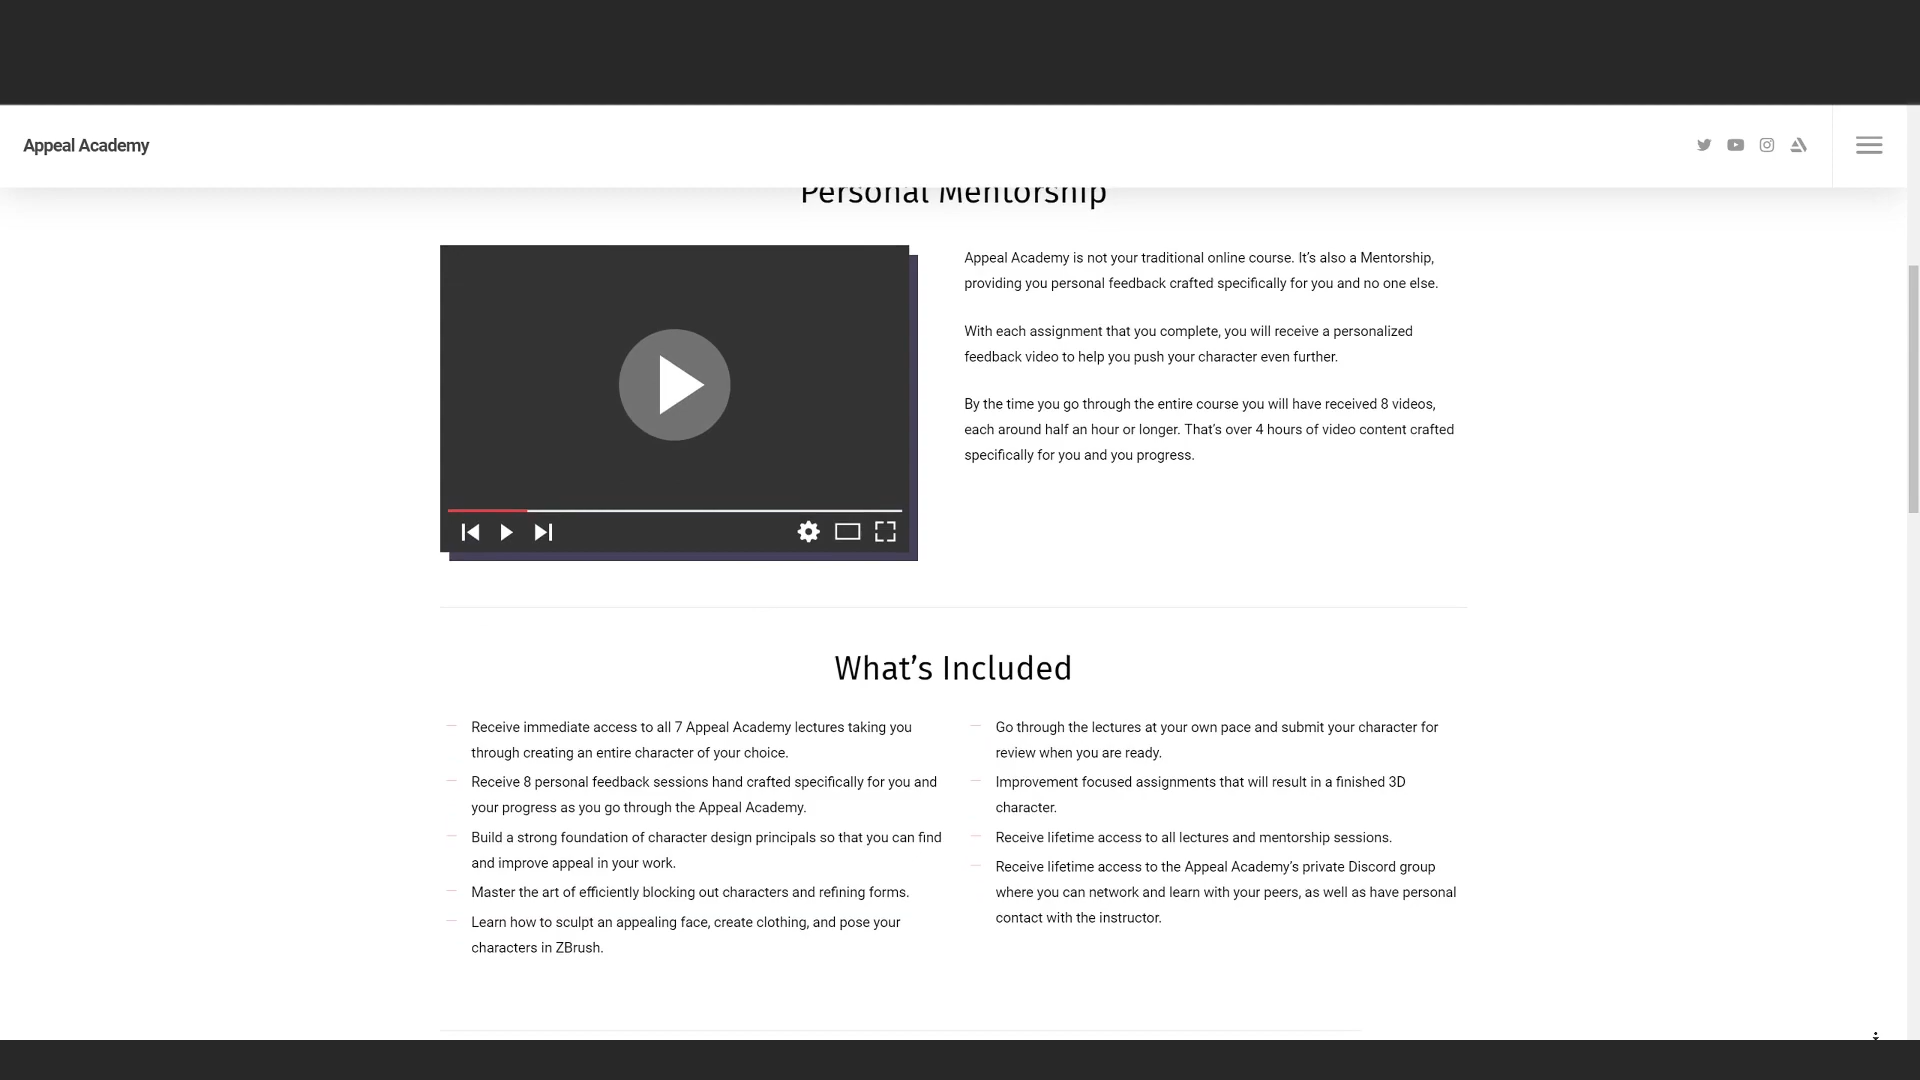 Appeal Academy
Personal Mentorship
Appeal Academy is not your traditional online course. It’s also a Mentorship,
providing you personal feedback crafted specifically for you and no one else.
With each assignment that you complete, you will receive a personalized
feedback video to help you push your character even further.
By the time you go through the entire course you will have received 8 videos,
each around half an hour or longer. That’s over 4 hours of video content crafted
specifically for you and you progress.
What’s Included
Receive immediate access to all 7 Appeal Academy lectures taking you
through creating an entire character of your choice.
Receive 8 personal feedback sessions hand crafted specifically for you and
your progress as you go through the Appeal Academy.
Build a strong foundation of character design principals so that you can find
and improve appeal in your work.
Master the art of efficiently blocking out characters and refining forms.
Learn how to sculpt an appealing face, create clothing, and pose your
characters in ZBrush.
Go through the lectures at your own pace and submit your character for
review when you are ready.
Improvement focused assignments that will result in a finished 3D
character.
Receive lifetime access to all lectures and mentorship sessions.
Receive lifetime access to the Appeal Academy’s private Discord group
where you can network and learn with your peers, as well as have personal
contact with the instructor.